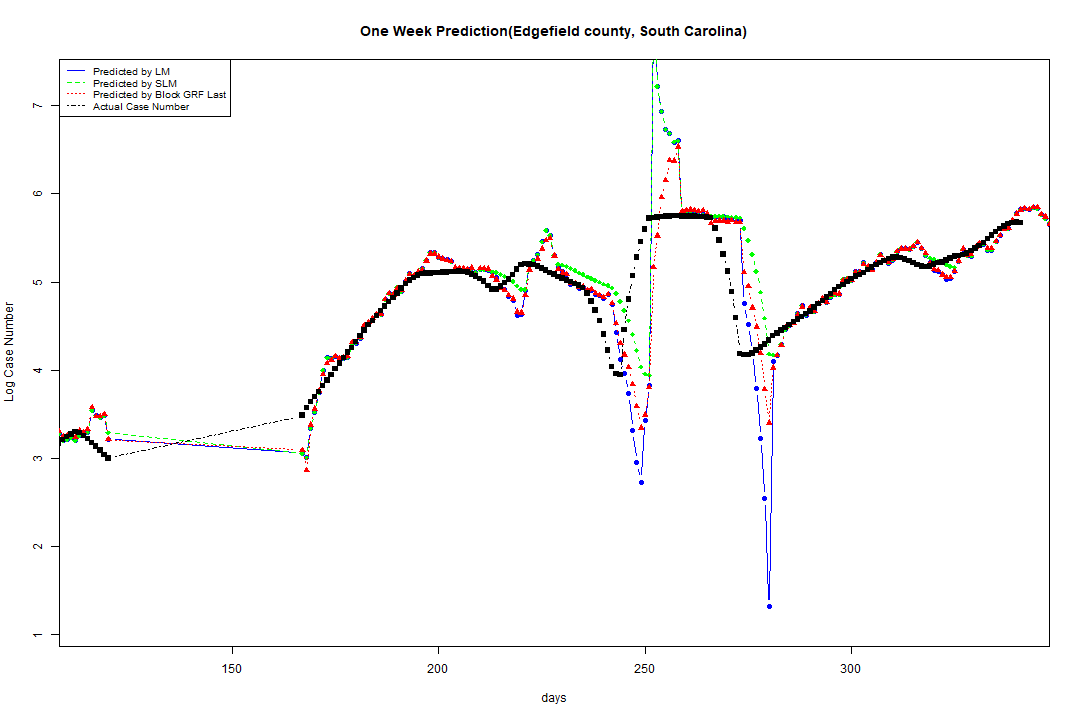 One Week Prediction(Edgefield county, South Carolina)
Predicted by LM
Predicted by SLM
Predicted by Block GRF Last
Actual Case Number
7
6
5
4
3
2
1
Log Case Number
150 200 250 300
days